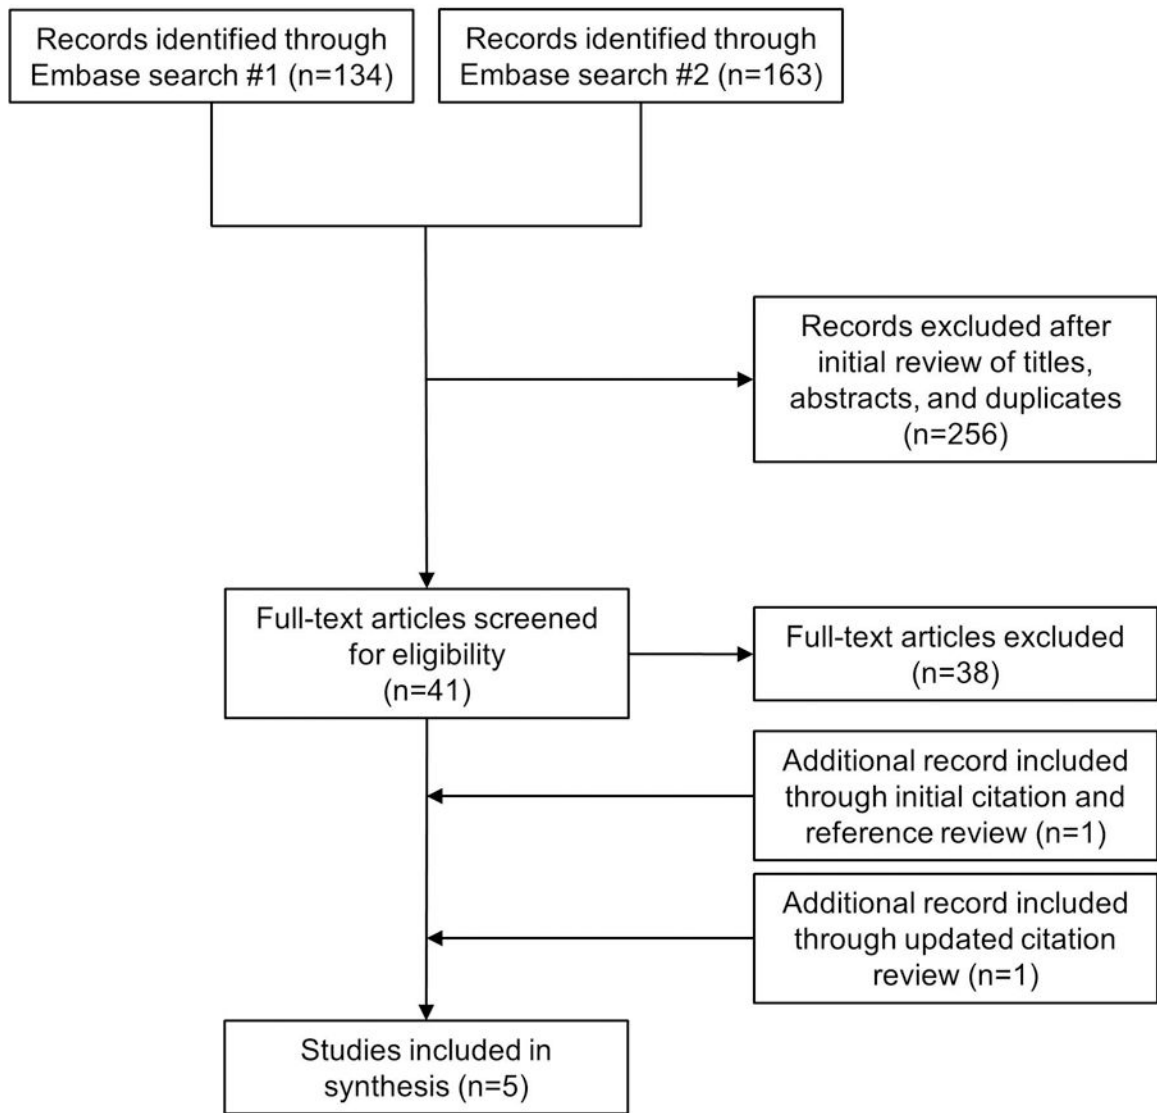 Records identified through
Embase search #1 (n=134)
Records identified through
Embase search #2 (n=163)
Records excluded after
initial review of titles,
abstracts, and duplicates
(n=256)
Full-text articles screened
for eligibility
(n=41)
Full-text articles excluded
(n=38)
Additional record included
through initial citation and
reference review (n=1)
Additional record included
through updated citation
review (n=1)
Studies included in
synthesis (n=5)